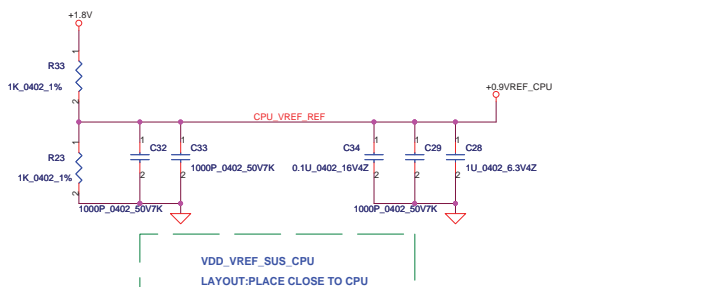 +1.8V
1
R33
1K_0402_1%
2
+0.9VREF_CPU
CPU_VREF_REF
1
R23
1K_0402_1%
2
1
C32
2
1000P_0402_50V7K
1
C33
1000P_0402_50V7K
2
1
C34
0.1U_0402_16V4Z
2
1
C29
2
1000P_0402_50V7K
1
C28
1U_0402_6.3V4Z
2
VDD_VREF_SUS_CPU
LAYOUT:PLACE CLOSE TO CPU